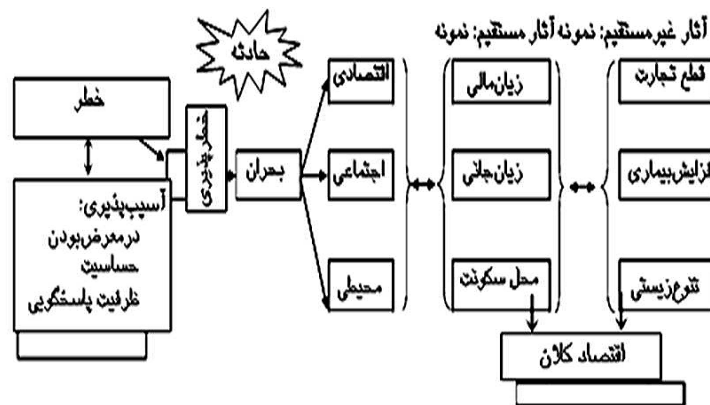 آثار غیرمستقیم: نمونه
آثار مستقیم: نمونه
حادثه
خطر
خطرپذیری
بحران
آسیب‌پذیری:
درمعرض‌بودن
حساسیت
ظرفیت پاسخگویی
اقتصادی
اجتماعی
محیطی
زیان‌مالی
زیان‌جانی
محل سکونت
قطع تجارت
فزایش‌بیماری
تنوع‌زیستی
اقتصاد کلان